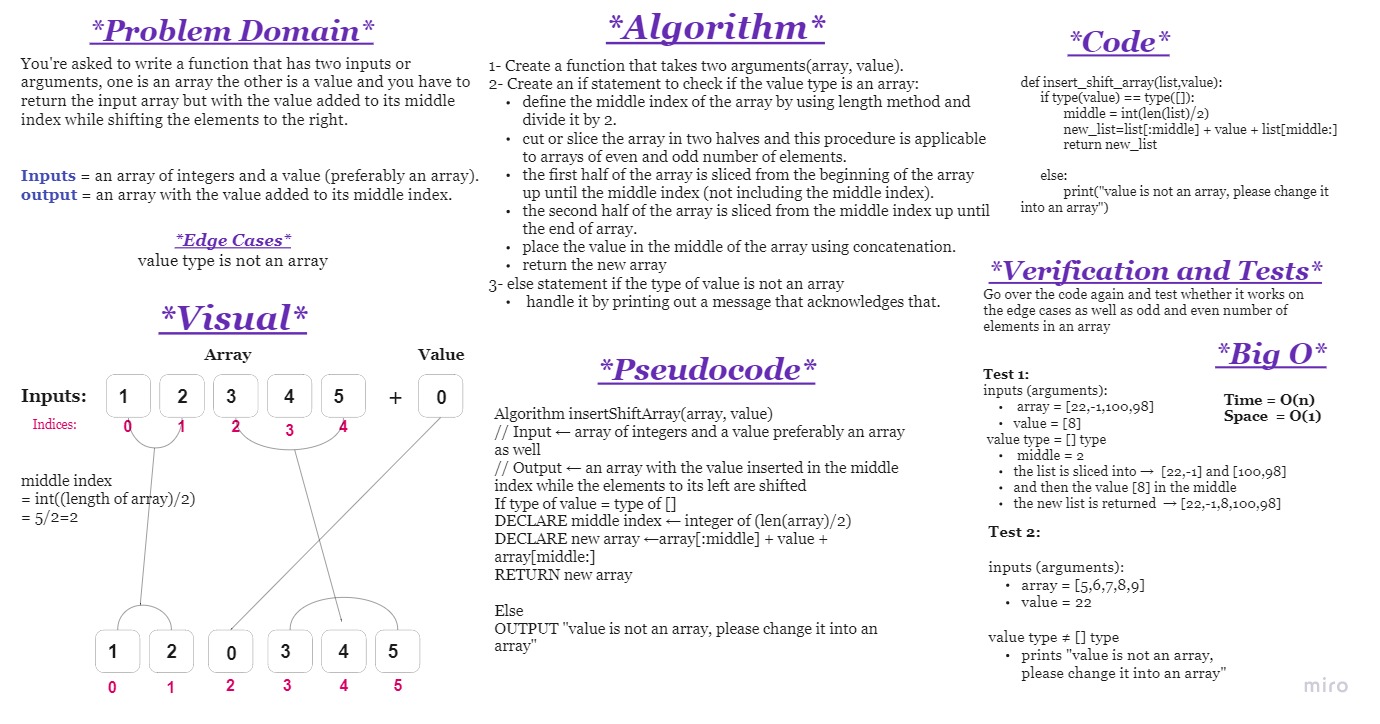 *Problem Domain*
You're asked to write a function that has two inputs or
arguments, one is an array the other is a value and you have to
return the input array but with the value added to its middle
index while shifting the elements to the right.
Inputs = an array of integers and a value (preferably an array).
output = an array with the value added to its middle index.
*Edge Cases*
value type is not an array
*Visual*
Array
Value
Inputs:
1 2 3 4 5 + 0
Indices:
0 1 2 3 4
middle index
= int((length of array)/2)
= 5/2=2
1 2 0 3 4 5
0 1 2 3 4 5
*Algorithm*
1- Create a function that takes two arguments(array, value).
2- Create an if statement to check if the value type is an array:
• define the middle index of the array by using length method and
divide it by 2.
• cut or slice the array in two halves and this procedure is applicable
to arrays of even and odd number of elements.
• the first half of the array is sliced from the beginning of the array
up until the middle index (not including the middle index).
• the second half of the array is sliced from the middle index up until
the end of array.
• place the value in the middle of the array using concatenation.
• return the new array
3- else statement if the type of value is not an array
• handle it by printing out a message that acknowledges that.
*Pseudocode*
Algorithm insertShiftArray(array, value)
// Input ← array of integers and a value preferably an array
as well
// Output ← an array with the value inserted in the middle
index while the elements to its left are shifted
If type of value = type of []
DECLARE middle index ← integer of (len(array)/2)
DECLARE new array ←array[:middle] + value +
array[middle:]
RETURN new array
Else
OUTPUT "value is not an array, please change it into an
array"
*Code*
def insert_shift_array(list,value):
if type(value) == type([]):
middle = int(len(list)/2)
new_list=list[:middle] + value + list[middle:]
return new_list
else:
print("value is not an array, please change it
into an array")
*Verification and Tests*
Go over the code again and test whether it works on
the edge cases as well as odd and even number of
elements in an array
*Big O*
Time = O(n)
Space = O(1)
Test 1:
inputs (arguments):
• array = [22,-1,100,98]
• value = [8]
value type = [] type
• middle = 2
• the list is sliced into → [22,-1] and [100,98]
• and then the value [8] in the middle
• the new list is returned → [22,-1,8,100,98]
Test 2:
inputs (arguments):
• array = [5,6,7,8,9]
• value = 22
value type ≠ [] type
• prints "value is not an array,
please change it into an array"
miro